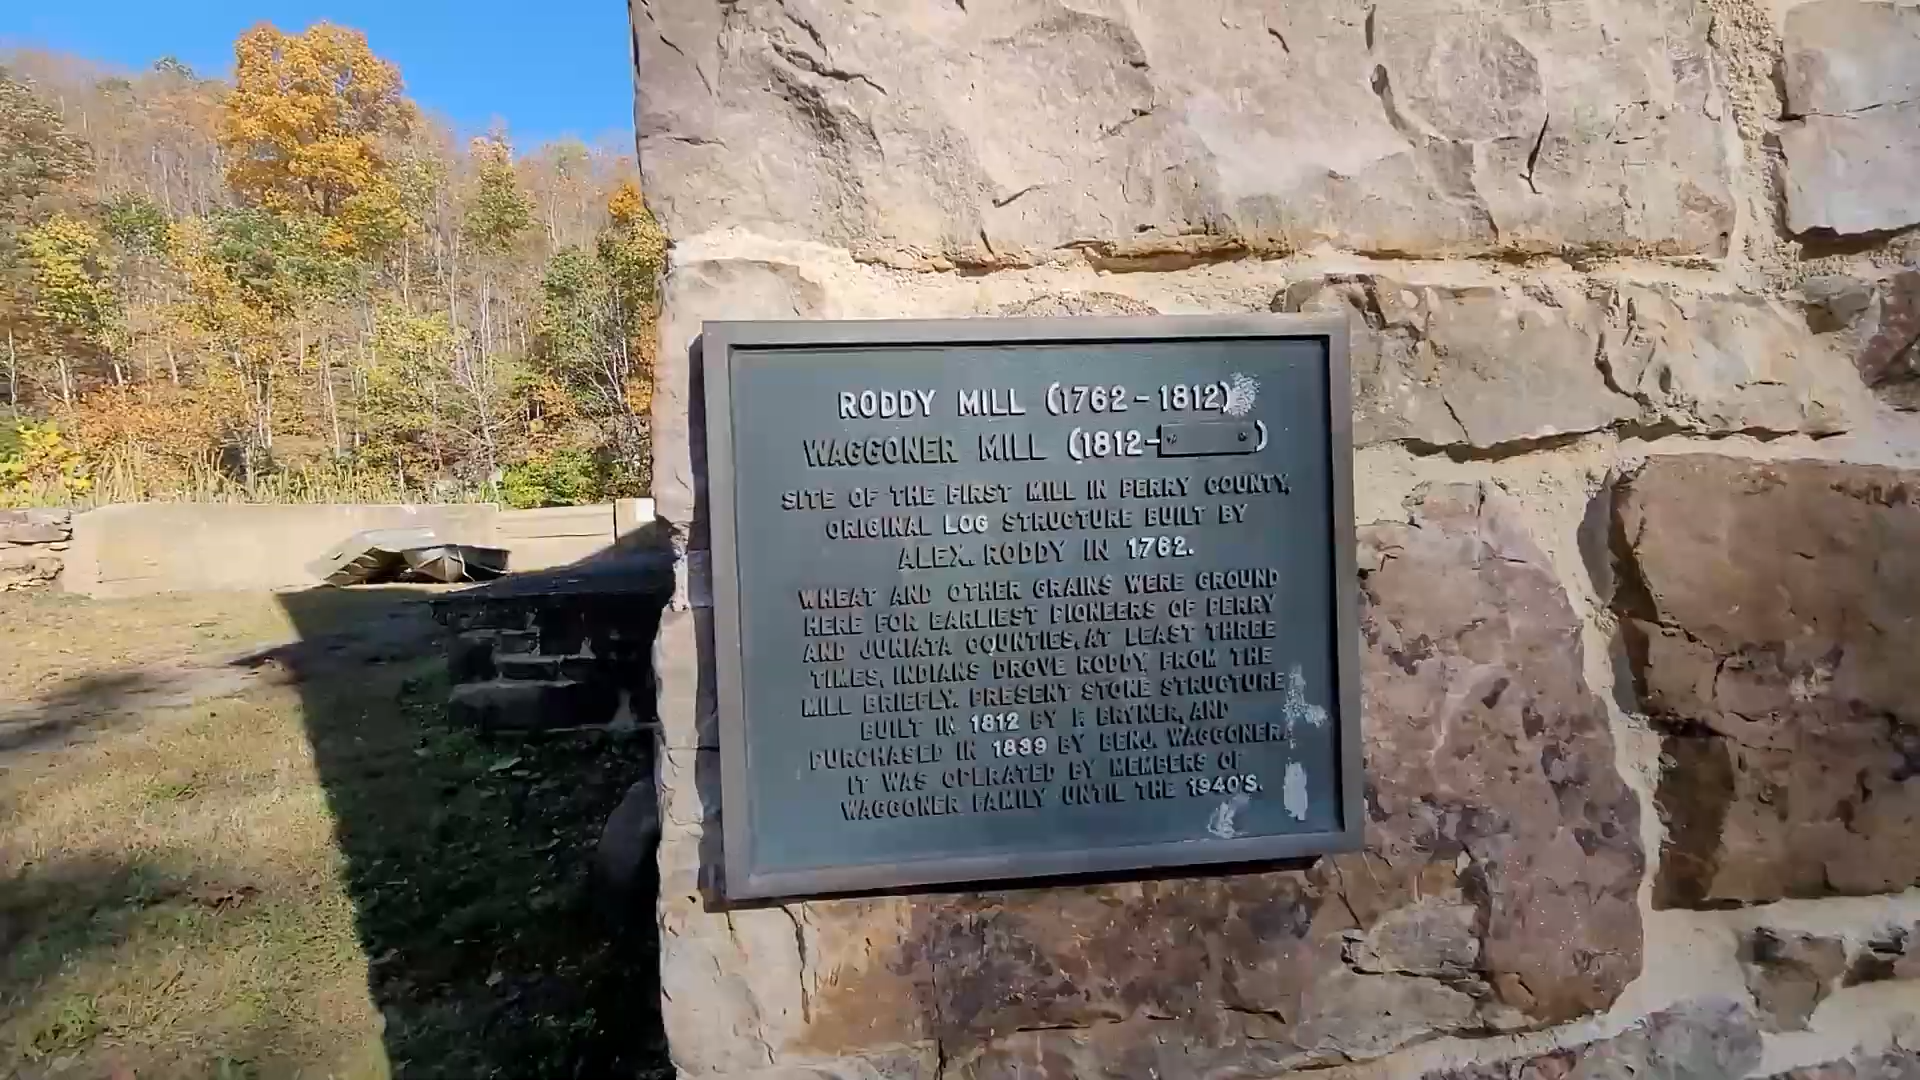 RODDY MILL (1762-1812)
WAGGONER MILL (1812-    )
SITE OF THE FIRST MILL IN PERRY COUNTY,
ORIGINAL LOG STRUCTURE BUILT BY
ALEX. RODDY IN 1762.
WHEAT AND OTHER GRAINS WERE GROUND
HERE FOR EARLIEST PIONEERS OF PERRY
AND JUNIATA COUNTIES. AT LEAST THREE
TIMES, INDIANS DROVE RODDY FROM THE
MILL BRIEFLY. PRESENT STONE STRUCTURE
BUILT IN 1812 BY F. BRYNER, AND
PURCHASED IN 1839 BY BENJ. WAGGONER.
IT WAS OPERATED BY MEMBERS OF
WAGGONER FAMILY UNTIL THE 1940'S.